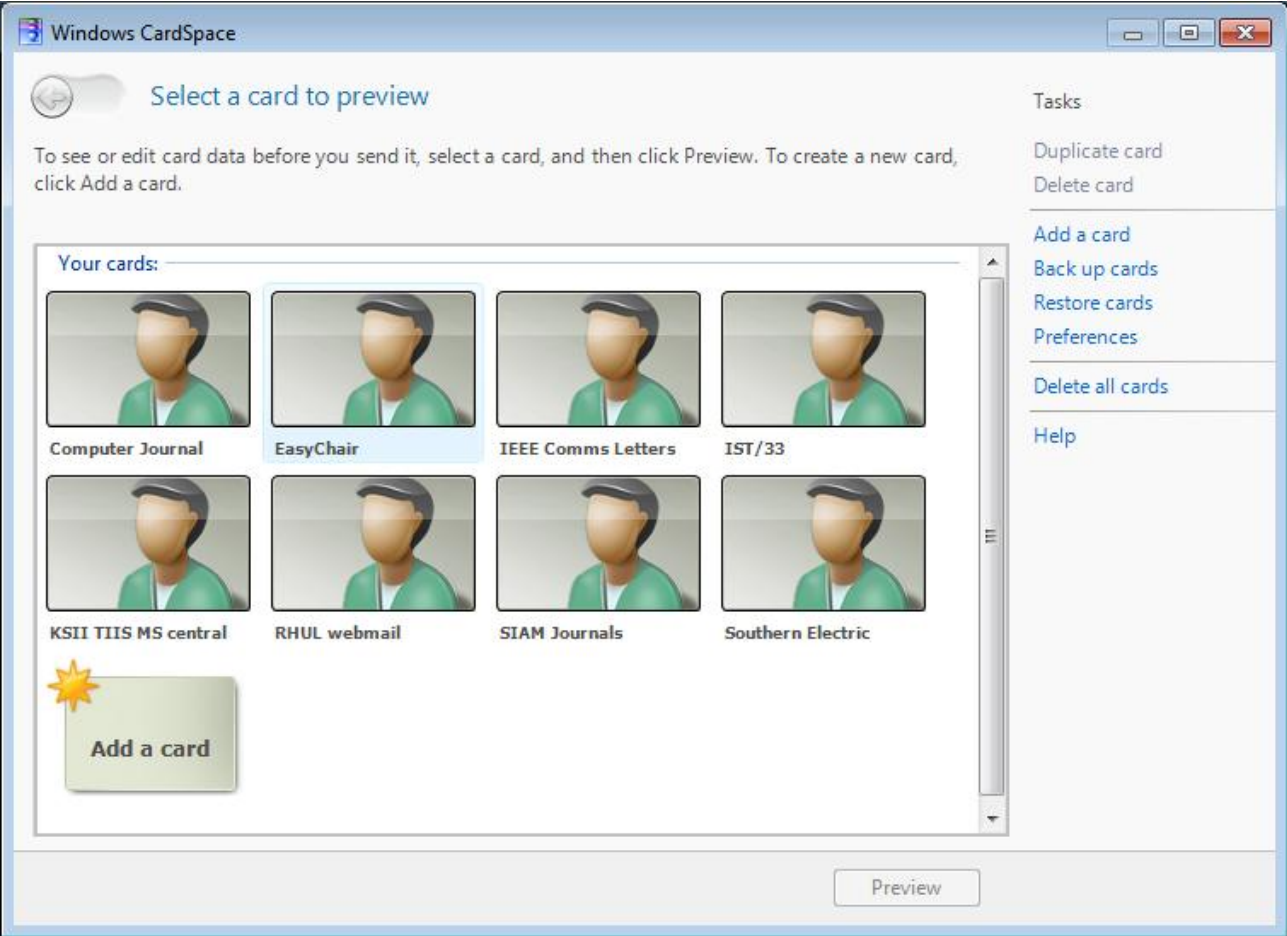 Windows CardSpace
Select a card to preview
To see or edit card data before you send it, select a card, and then click Preview. To create a new card,
click Add a card.
Your cards:
Computer Journal
EasyChair
IEEE Comms Letters
IST/33
KSII TIIS MS central
RHUL webmail
SIAM Journals
Southern Electric
Add a card
Preview
Tasks
Duplicate card
Delete card
Add a card
Back up cards
Restore cards
Preferences
Delete all cards
Help